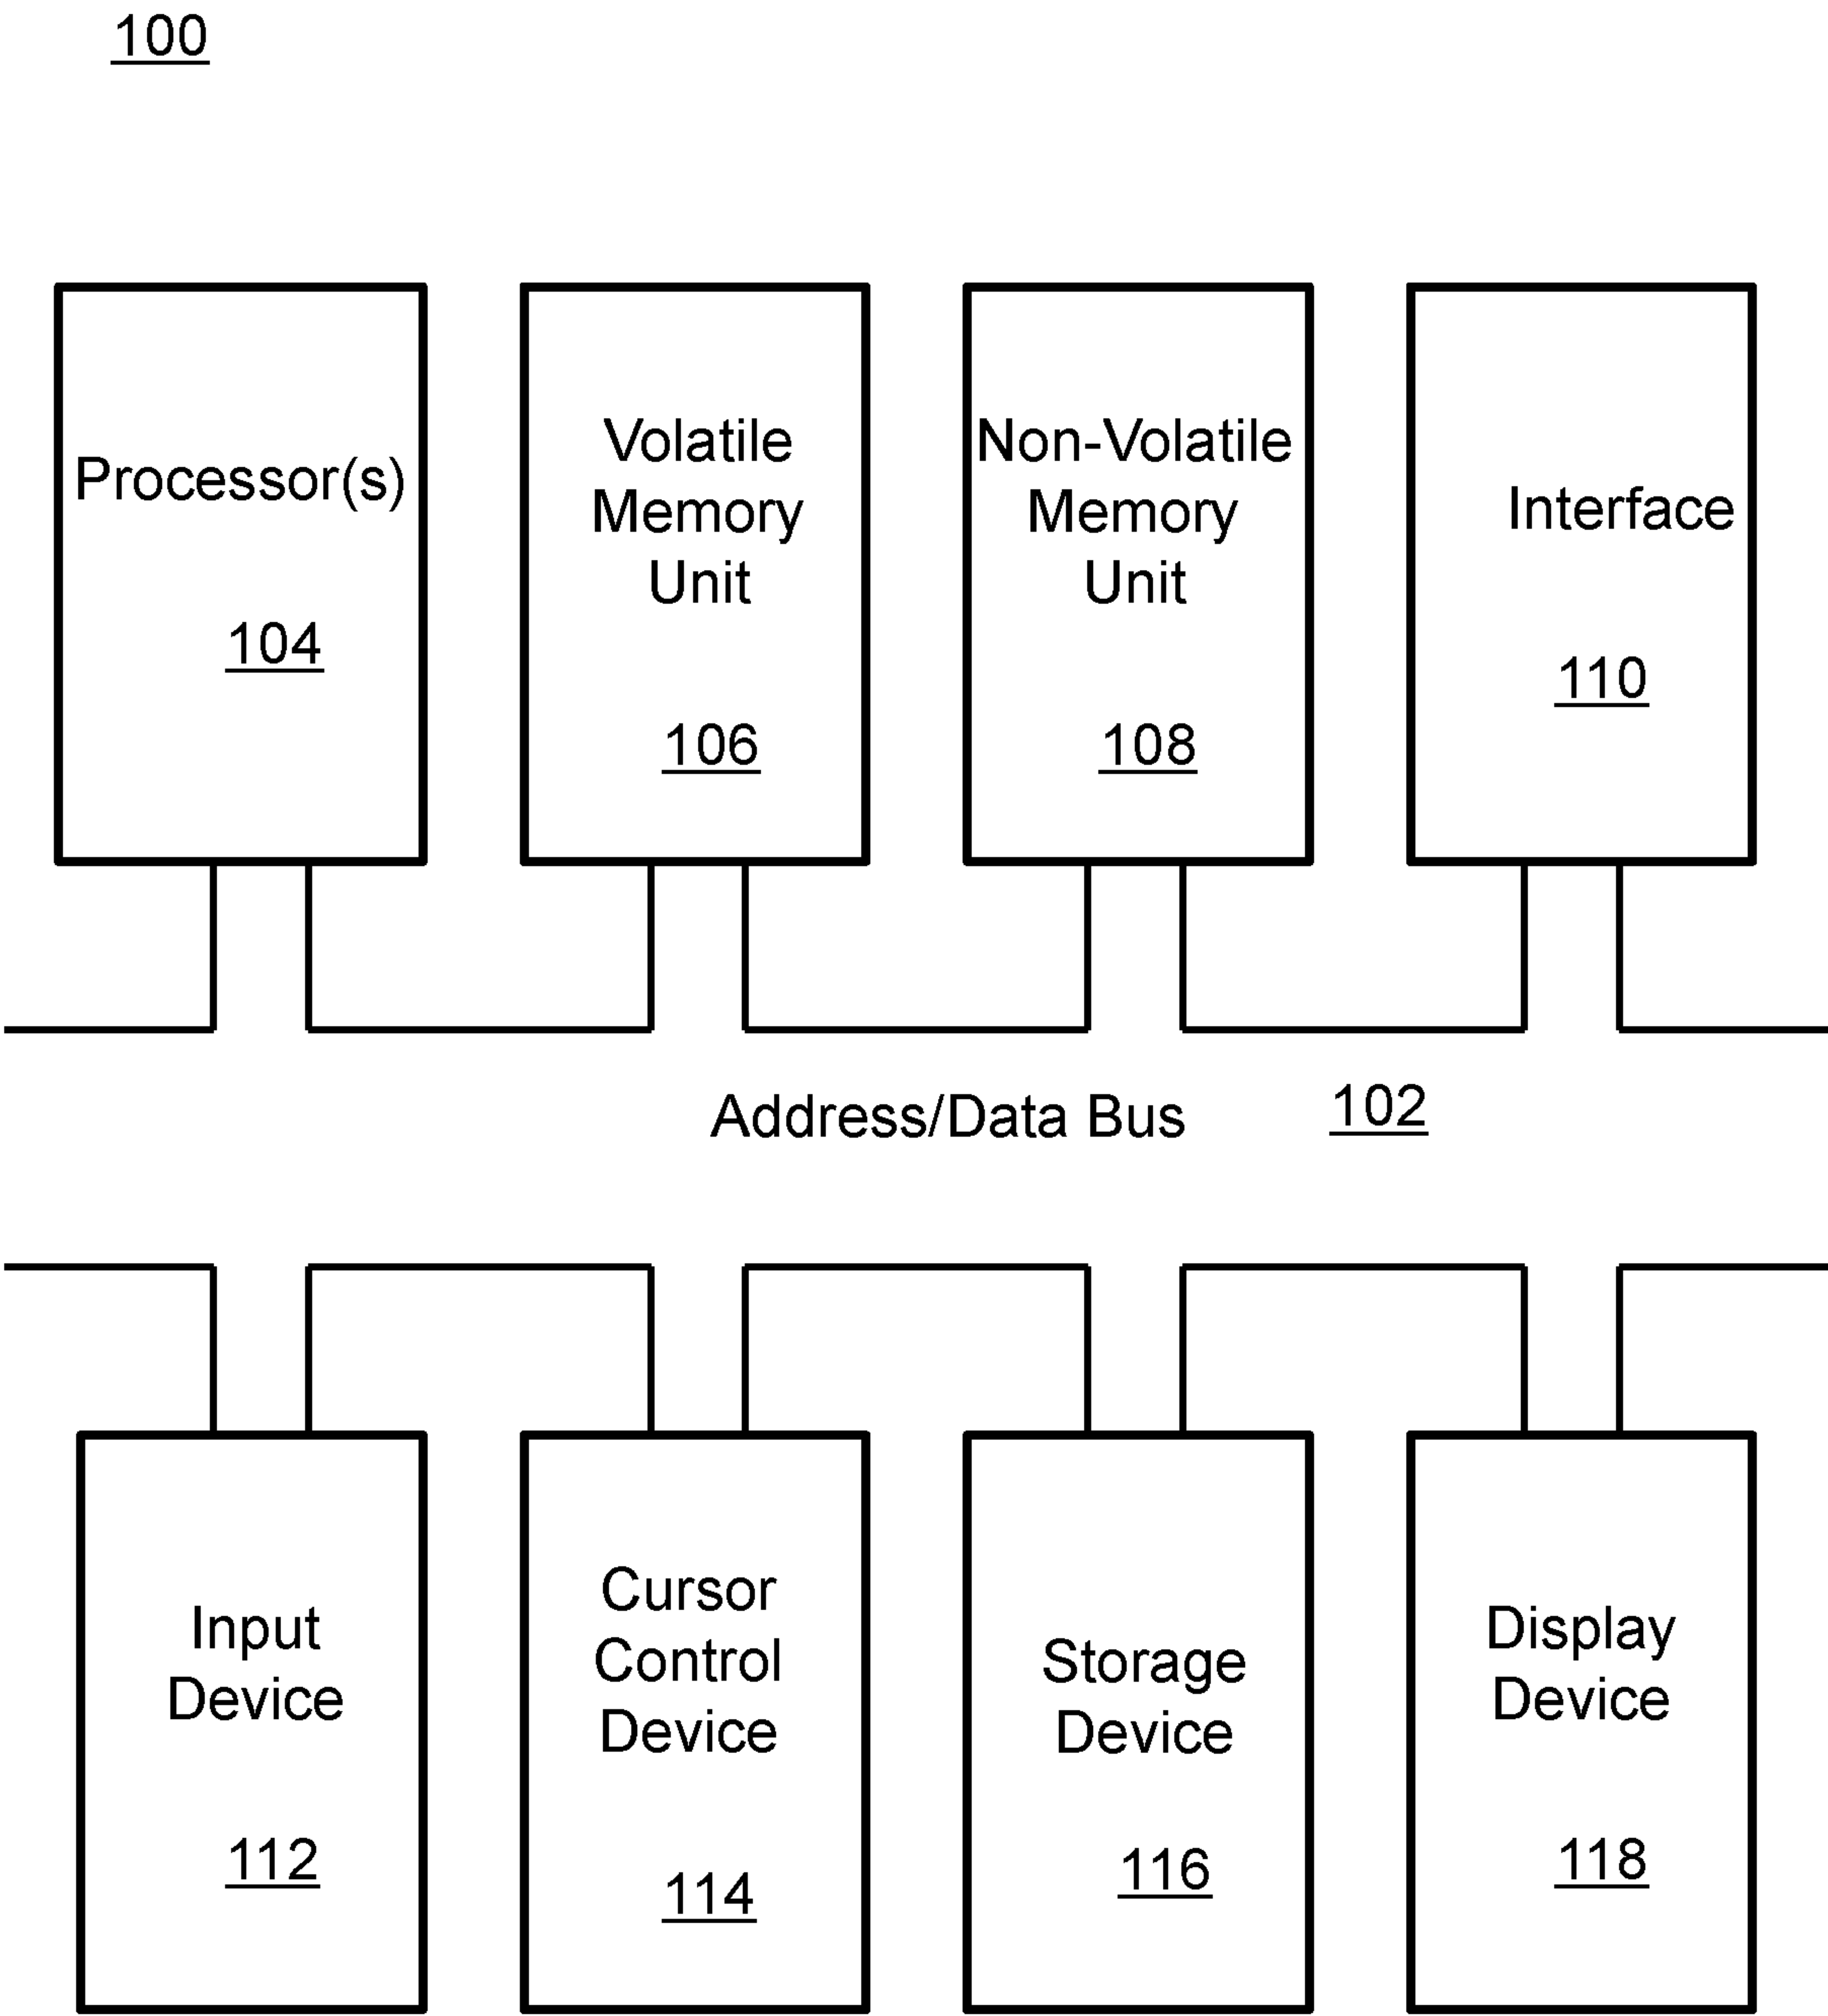 100
Processor(s)
104
Volatile
Memory
Unit
106
Non-Volatile
Memory
Unit
108
Interface
110
Address/Data Bus 102
Input
Device
112
Cursor
Control
Device
114
Storage
Device
116
Display
Device
118